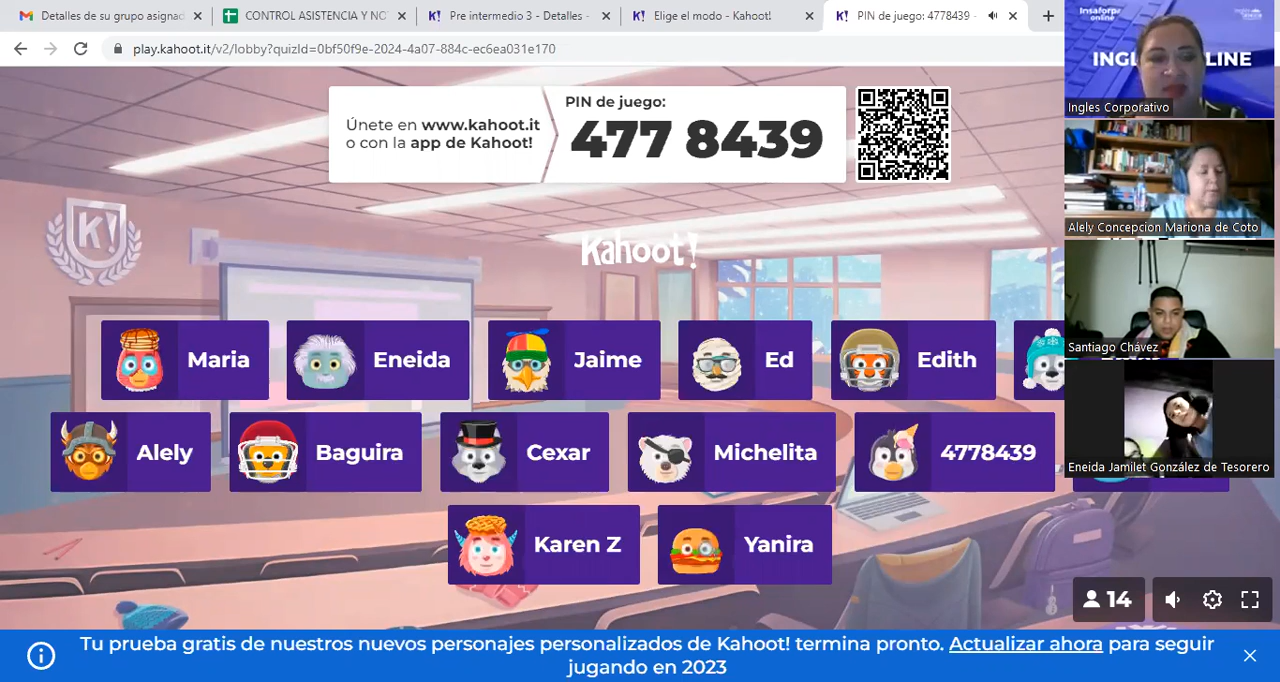 Detalles de su grupo asignad
CONTROL ASISTENCIA Y NO
Pre intermedio 3 - Detalles -
Elige el modo - Kahoot!
PIN de juego: 4778439 -
play.kahoot.it/v2/lobby?quizId=0bf50f9e-2024-4a07-884c-ec6ea031e170
Únete en www.kahoot.it
o con la app de Kahoot!
PIN de juego:
477 8439
K!
Kahoot!
Maria
Eneida
Jaime
Ed
Edith
Alely
Baguira
Cexar
Michelita
4778439
Karen Z
Yanira
14
Insaforp
online
INGL
LINE
Ingles Corporativo
Alely Concepcion Mariona de Coto
Santiago Chávez
Eneida Jamilet González de Tesorero
Tu prueba gratis de nuestros nuevos personajes personalizados de Kahoot! termina pronto. Actualizar ahora para seguir
jugando en 2023